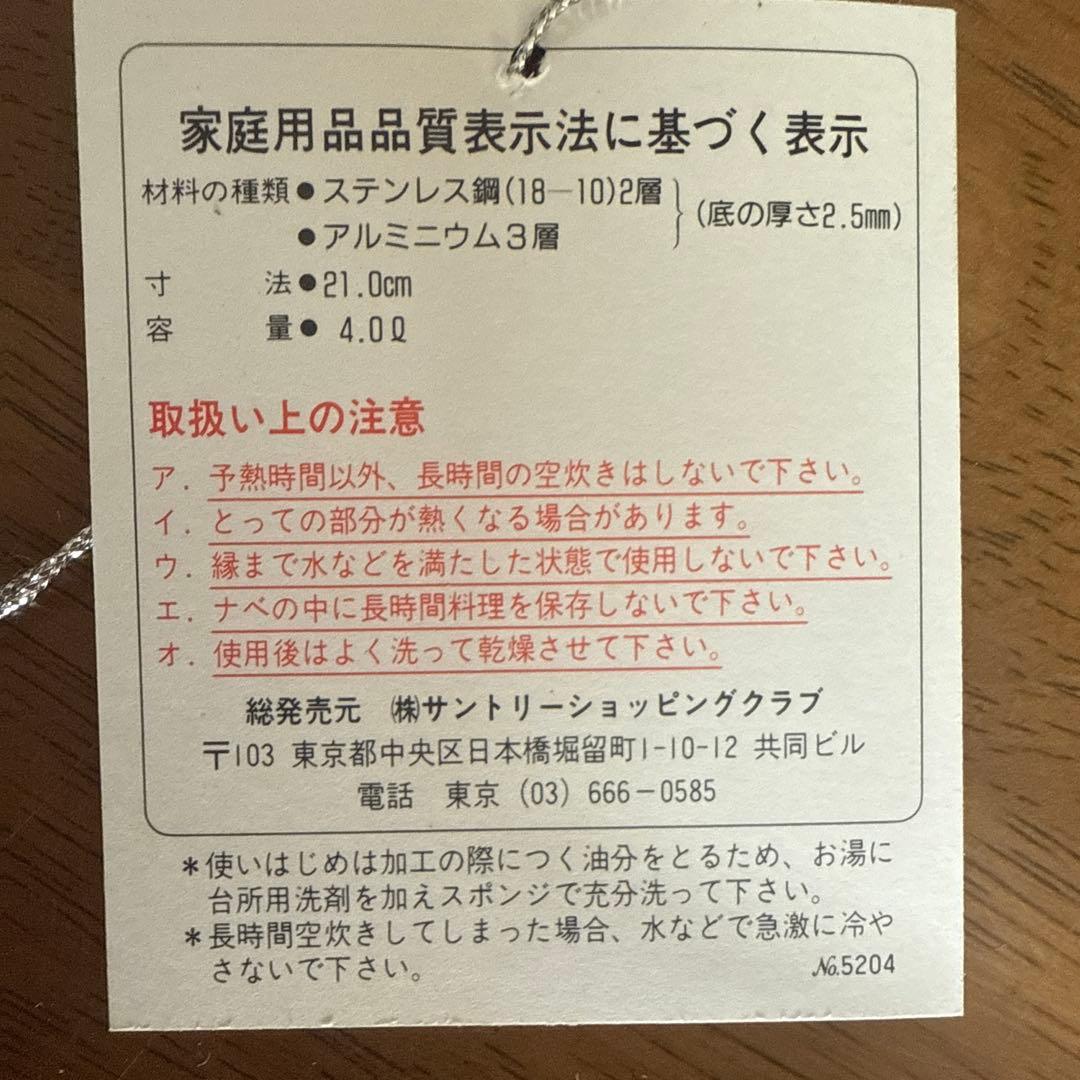 家庭用品品質表示法に基づく表示
材料の種類●ステンレス鋼(18－10)2層
●アルミニウム3層
(底の厚さ2.5㎜)
寸法●21.0㎝
容量●4.0ℓ
取扱い上の注意
ア．予熱時間以外、長時間の空炊きはしないで下さい。
イ．とっての部分が熱くなる場合があります。
ウ．縁まで水などを満たした状態で使用しないで下さい。
エ．ナベの中に長時間料理を保存しないで下さい。
オ．使用後はよく洗って乾燥させて下さい。
総発売元　㈱サントリーショッピングクラブ
〒103 東京都中央区日本橋堀留町1-10-12 共同ビル
電話　東京 (03) 666－0585
＊使いはじめは加工の際につく油分をとるため、お湯に
台所用洗剤を加えスポンジで充分洗って下さい。
＊長時間空炊きしてしまった場合、水などで急激に冷や
さないで下さい。
No.5204